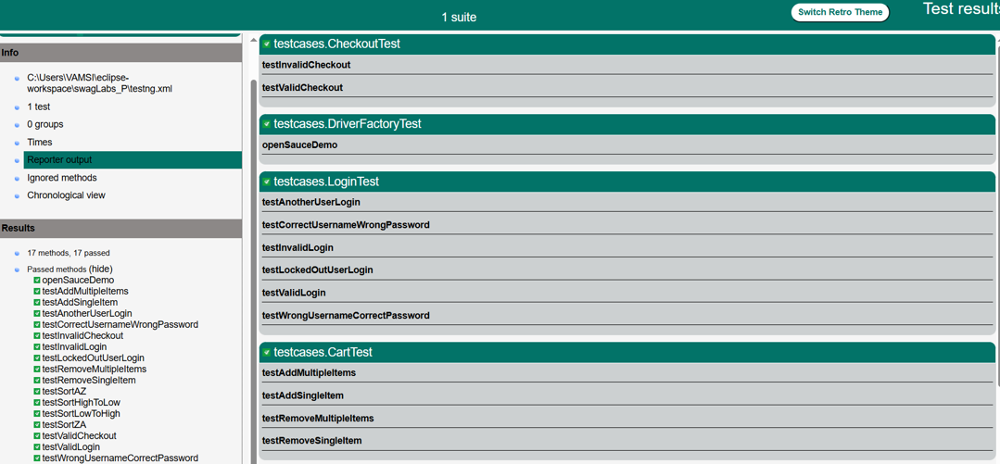 1 suite
Switch Retro Theme
Test results
Info
C:\Users\VAMSI\eclipse-
workspace\swagLabs_P\testng.xml
1 test
0 groups
Times
Reporter output
Ignored methods
Chronological view
Results
17 methods, 17 passed
Passed methods (hide)
openSauceDemo
testAddMultipleItems
testAddSingleItem
testAnotherUserLogin
testCorrectUsernameWrongPassword
testInvalidCheckout
testInvalidLogin
testLockedOutUserLogin
testRemoveMultipleItems
testRemoveSingleItem
testSortAZ
testSortHighToLow
testSortLowToHigh
testSortZA
testValidCheckout
testValidLogin
testWrongUsernameCorrectPassword
testcases.CheckoutTest
testInvalidCheckout
testValidCheckout
testcases.DriverFactoryTest
openSauceDemo
testcases.LoginTest
testAnotherUserLogin
testCorrectUsernameWrongPassword
testInvalidLogin
testLockedOutUserLogin
testValidLogin
testWrongUsernameCorrectPassword
testcases.CartTest
testAddMultipleItems
testAddSingleItem
testRemoveMultipleItems
testRemoveSingleItem